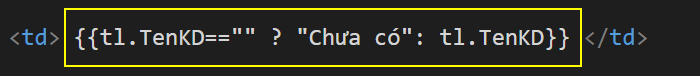 <td> {{tl.TenKD=="" ? "Chưa có": tl.TenKD}} </td>